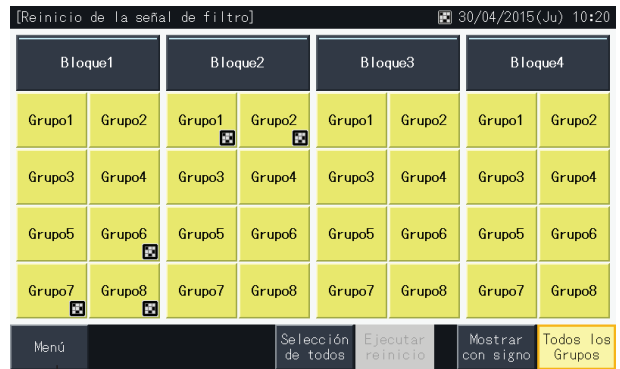 [Reinicio de la señal de filtro] 30/04/2015(Ju) 10:20
Bloque1 Bloque2 Bloque3 Bloque4
Grupo1 Grupo2 Grupo1 Grupo2 Grupo1 Grupo2 Grupo1 Grupo2
Grupo3 Grupo4 Grupo3 Grupo4 Grupo3 Grupo4 Grupo3 Grupo4
Grupo5 Grupo6 Grupo5 Grupo6 Grupo5 Grupo6 Grupo5 Grupo6
Grupo7 Grupo8 Grupo7 Grupo8 Grupo7 Grupo8 Grupo7 Grupo8
Menú
Selección
de todos
Ejecutar
reinicio
Mostrar
con signo
Todos los
Grupos